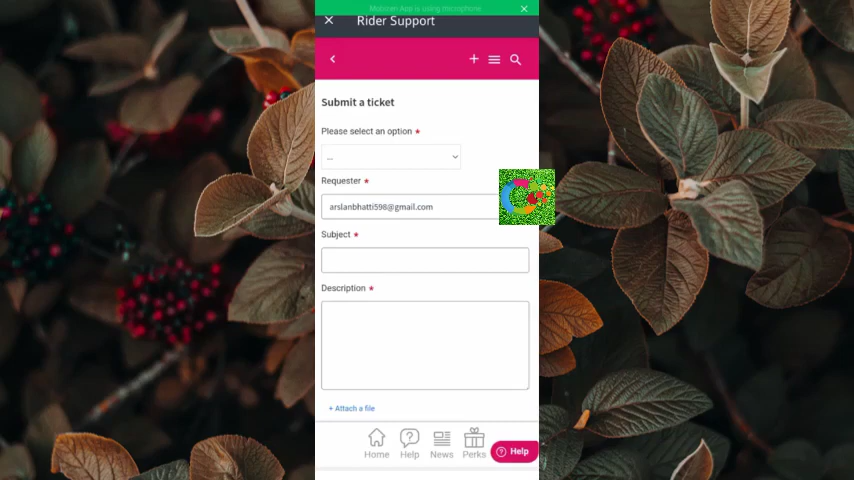 Mobizen App is using microphone
Rider Support
Submit a ticket
Please select an option *
...
Requester *
arslanbhatti598@gmail.com
Subject *
Description *
+ Attach a file
Home
Help
News
Perks
Help